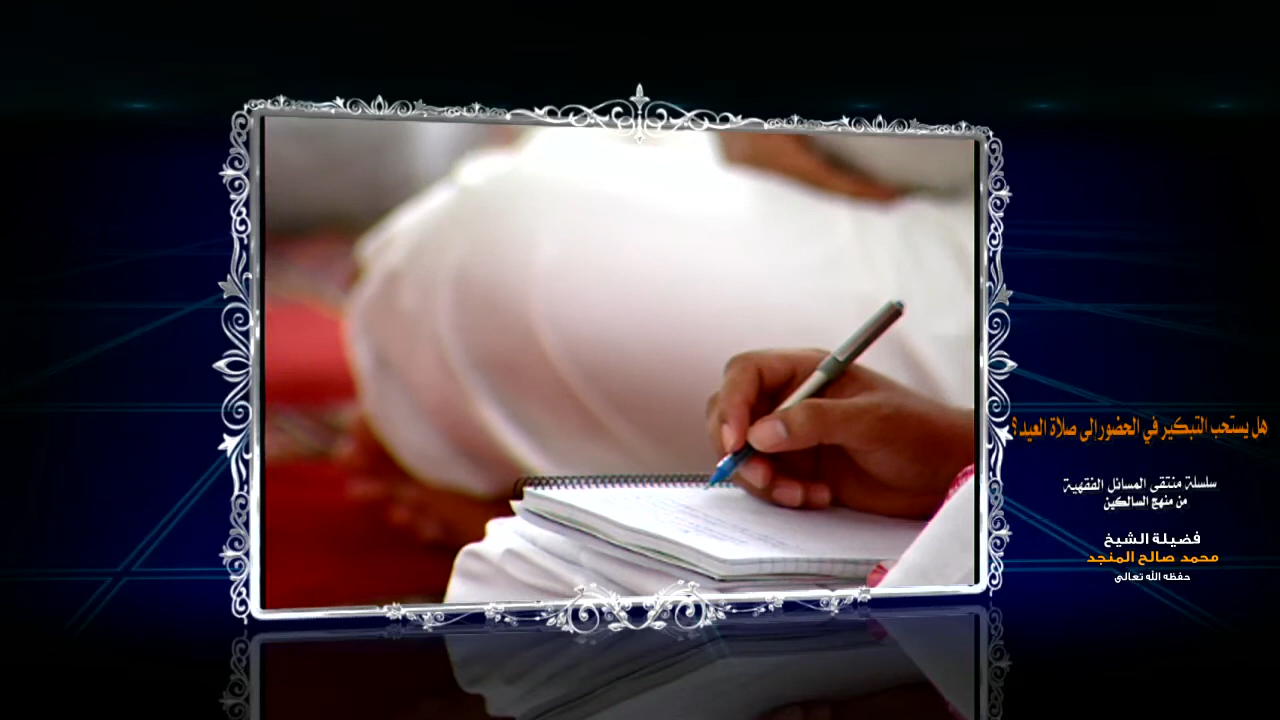 هل يستحب التبكير في الحضور إلى صلاة العيد ؟
سلسلة منتقى المسائل الفقهية
من منهج السالكين
فضيلة الشيخ
محمد صالح المنجد
حفظه الله تعالى